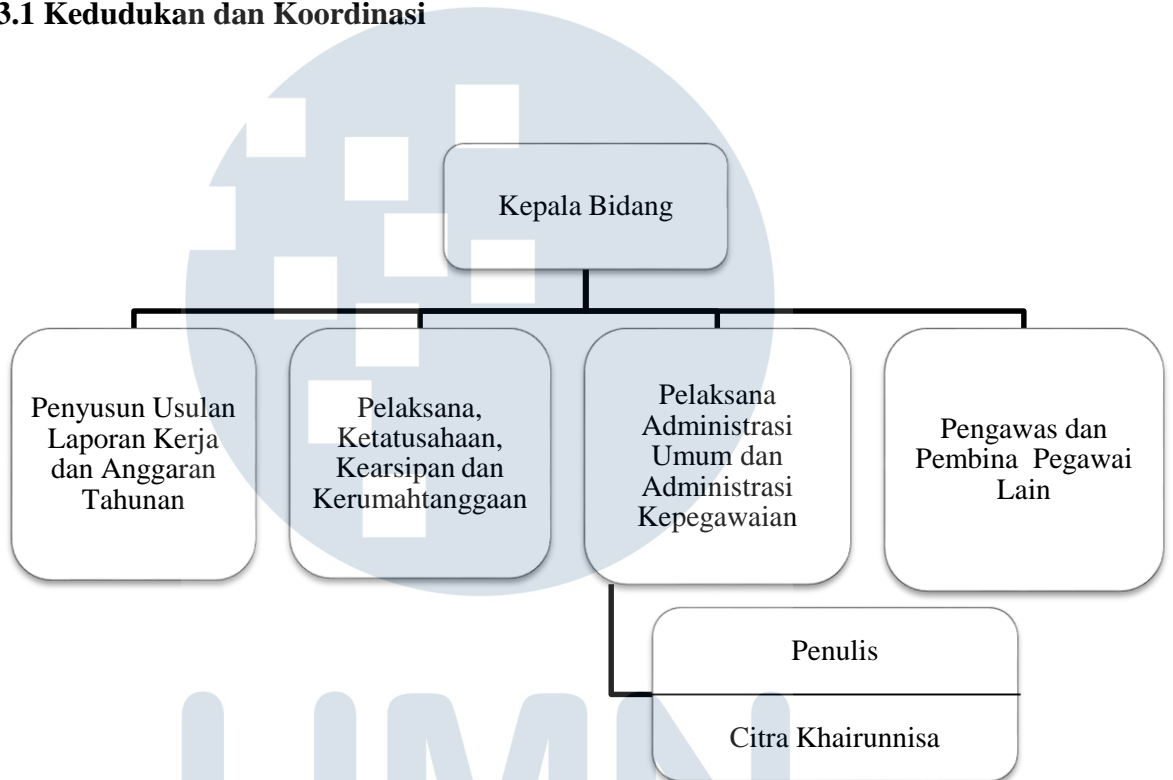 3.1 Kedudukan dan Koordinasi
Kepala Bidang
Penyusun Usulan
Laporan Kerja
dan Anggaran
Tahunan
Pelaksana,
Ketatusahaan,
Kearsipan dan
Kerumahtanggaan
Pelaksana
Administrasi
Umum dan
Administrasi
Kepegawaian
Pengawas dan
Pembina Pegawai
Lain
Penulis
Citra Khairunnisa
UMN